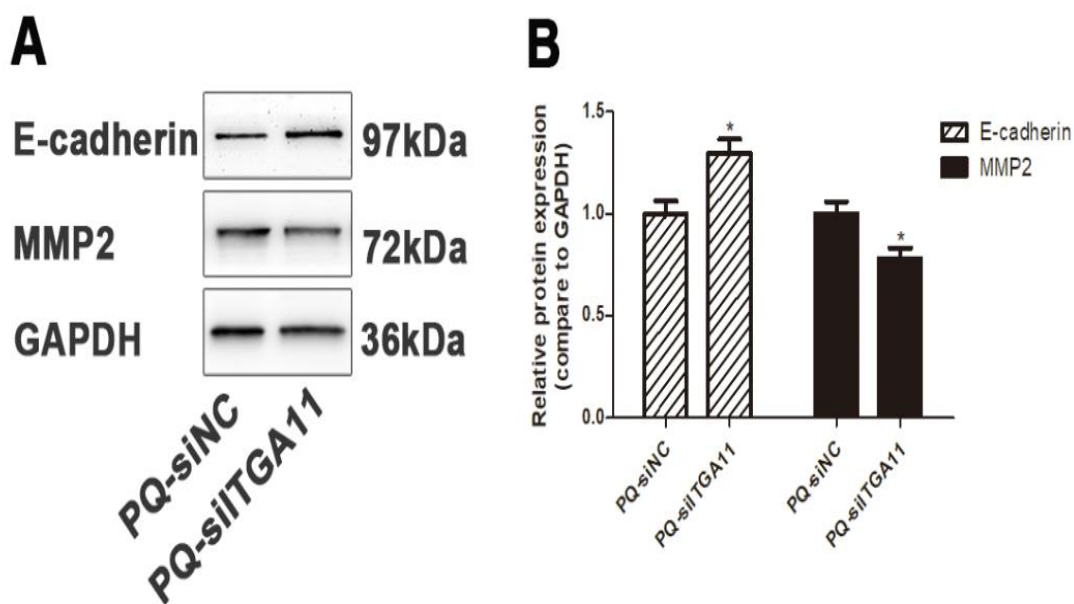 A
E-cadherin 97kDa
MMP2 72kDa
GAPDH 36kDa
PQ-siNC
PQ-siITGA11
B
Relative protein expression
(compare to GAPDH)
1.5
1.0
0.5
0.0
*
*
PQ-siNC
PQ-siITGA11
PQ-siNC
PQ-siITGA11
E-cadherin
MMP2